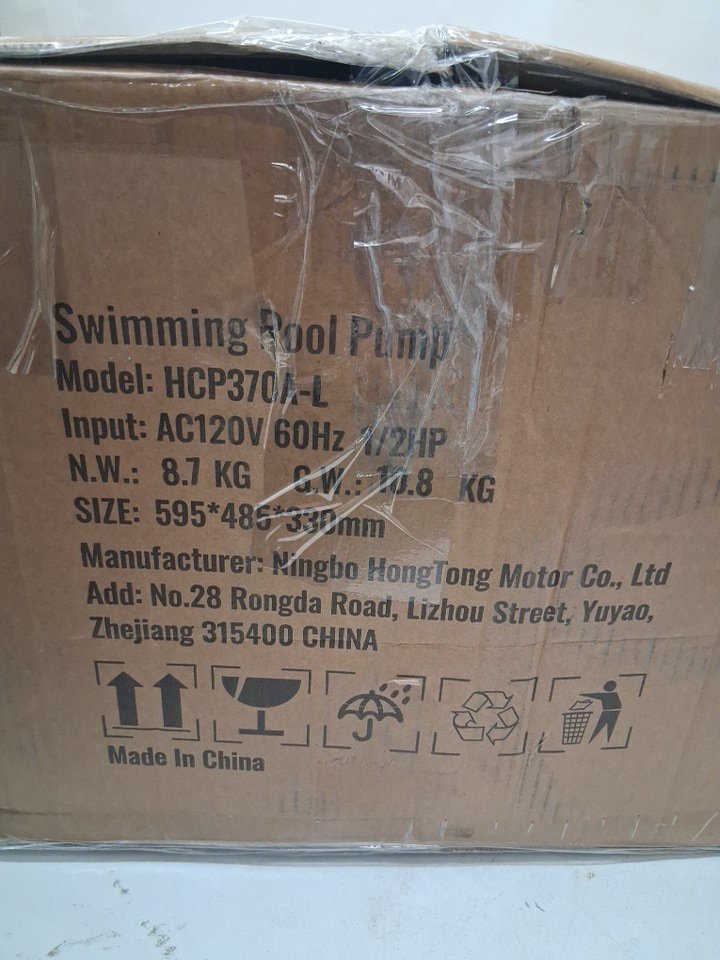 Swimming Pool Pump
Model: HCP370A-L
Input: AC120V 60Hz 1/2HP
N.W.: 8.7 KG G.W.: 10.8 KG
SIZE: 595*485*330mm
Manufacturer: Ningbo HongTong Motor Co., Ltd
Add: No.28 Rongda Road, Lizhou Street, Yuyao,
Zhejiang 315400 CHINA
Made In China